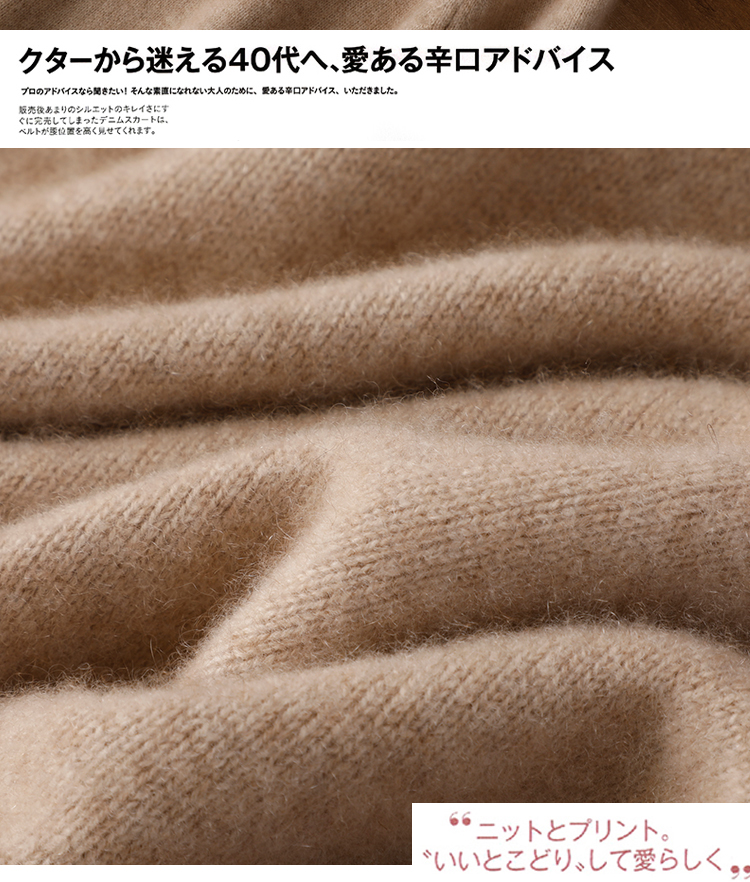 クターから迷える40代へ、愛ある辛口アドバイス
プロのアドバイスなら聞きたい！そんな素直になれない大人のために、愛ある辛口アドバイス、いただきました。
販売後あまりのシルエットのキレイさにす
ぐに完売してしまったデニムスカートは、
ベルトが腰位置を高く見せてくれます。
❝ニットとプリント。
〝いいとこどり〟して愛らしく❞